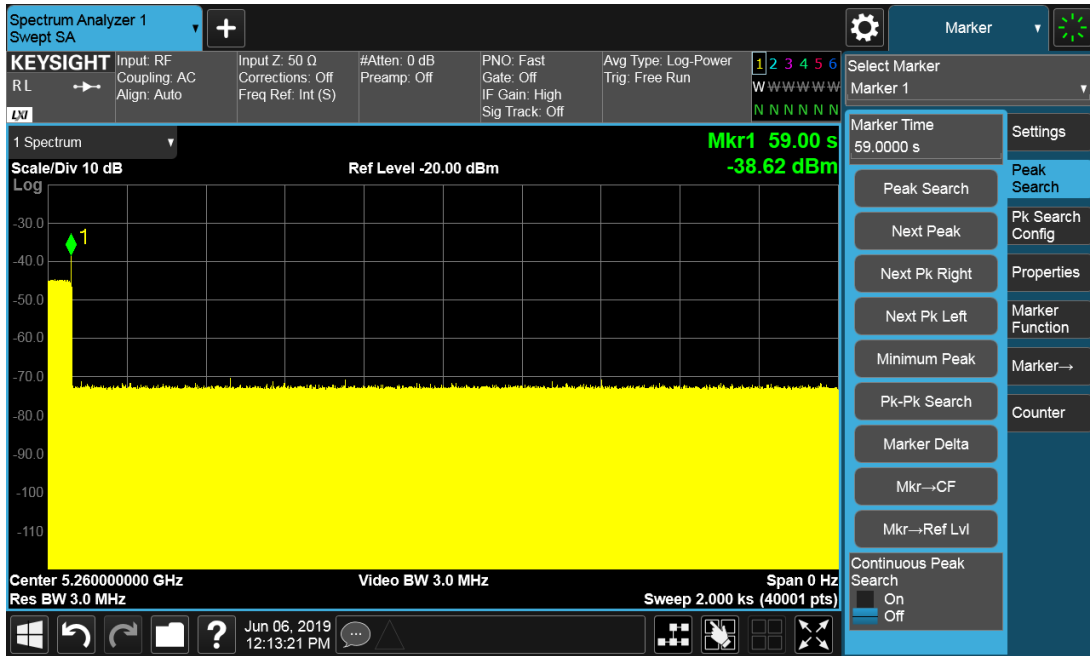 Spectrum Analyzer 1
Swept SA
Marker
KEYSIGHT
RL
LXI
Input: RF
Coupling: AC
Align: Auto
Input Z: 50 Ω
Corrections: Off
Freq Ref: Int (S)
#Atten: 0 dB
Preamp: Off
PNO: Fast
Gate: Off
IF Gain: High
Sig Track: Off
Avg Type: Log-Power
Trig: Free Run
1 2 3 4 5 6
W W W W W W
N N N N N N
1 Spectrum
Scale/Div 10 dB
Ref Level -20.00 dBm
Mkr1 59.00 s
-38.62 dBm
Log
1
-30.0
-40.0
-50.0
-60.0
-70.0
-80.0
-90.0
-100
-110
Center 5.260000000 GHz
Res BW 3.0 MHz
Video BW 3.0 MHz
Span 0 Hz
Sweep 2.000 ks (40001 pts)
Select Marker
Marker 1
Marker Time
59.0000 s
Peak Search
Next Peak
Next Pk Right
Next Pk Left
Minimum Peak
Pk-Pk Search
Marker Delta
Mkr→CF
Mkr→Ref Lvl
Continuous Peak
Search
On
Off
Settings
Peak
Search
Pk Search
Config
Properties
Marker
Function
Marker→
Counter
?
Jun 06, 2019
12:13:21 PM